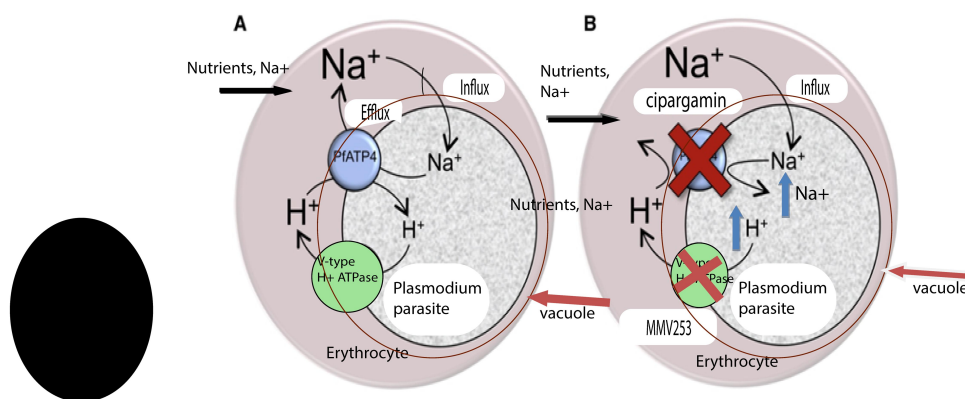 A
Nutrients, Na+
Na⁺
Influx
Efflux
PfATP4
Na⁺
H⁺
H⁺
V-type
H+ ATPase
Plasmodium
parasite
vacuole
Erythrocyte
B
Nutrients,
Na+
Na⁺
Influx
cipargamin
Na⁺
Na+
Nutrients, Na+
H⁺
H⁺
V-type
Plasmodium
parasite
vacuole
MMV253
Erythrocyte